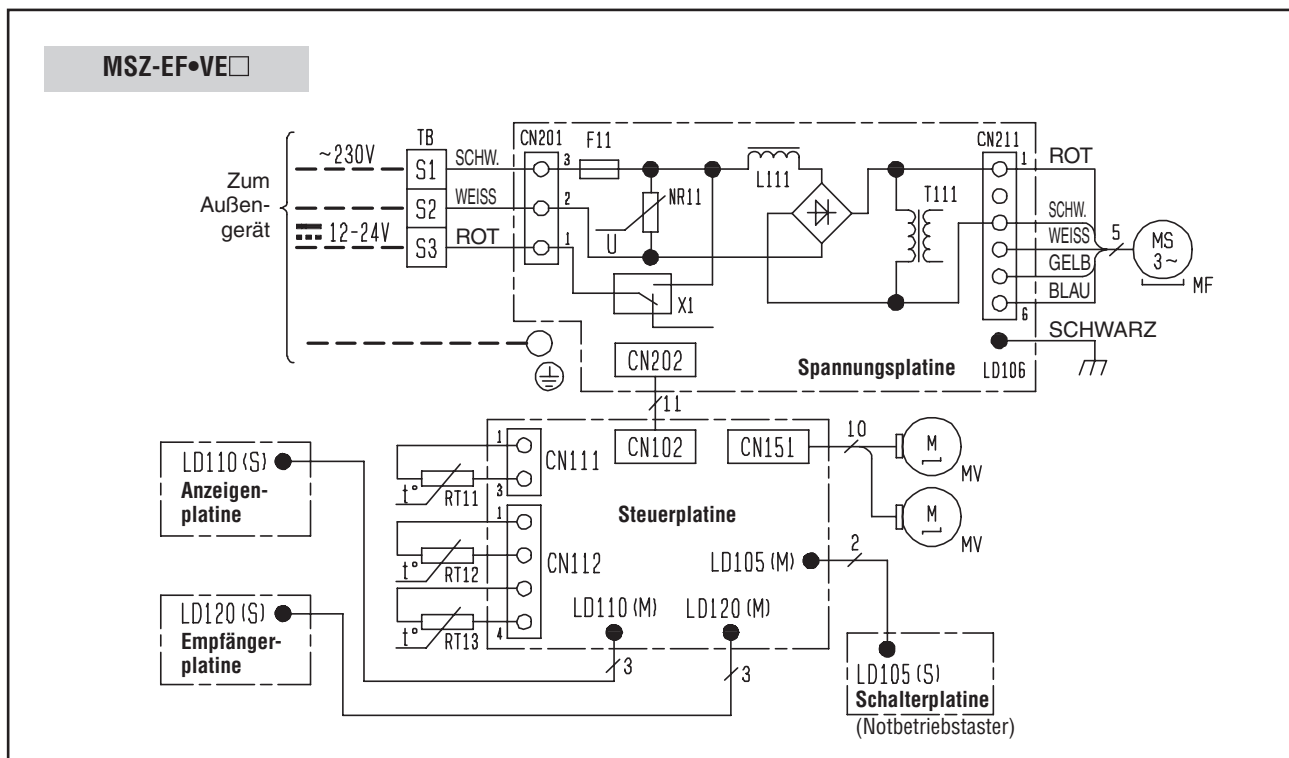 MSZ-EF•VE□
Zum
Außen-
gerät
~230V
12-24V
TB
S1
S2
S3
SCHW.
WEISS
ROT
CN201
3
2
1
F11
NR11
U
X1
L111
T111
CN211
1
6
ROT
SCHW.
WEISS
GELB
BLAU
5
MS
3~
MF
SCHWARZ
LD106
Spannungsplatine
CN202
11
CN102
CN151
10
M
MV
M
MV
LD110 (S)
Anzeigen-
platine
LD120 (S)
Empfänger-
platine
1
3
CN111
t°
RT11
1
4
CN112
t°
RT12
t°
RT13
Steuerplatine
LD105 (M)
2
LD110 (M)
LD120 (M)
3
3
LD105 (S)
Schalterplatine
(Notbetriebstaster)